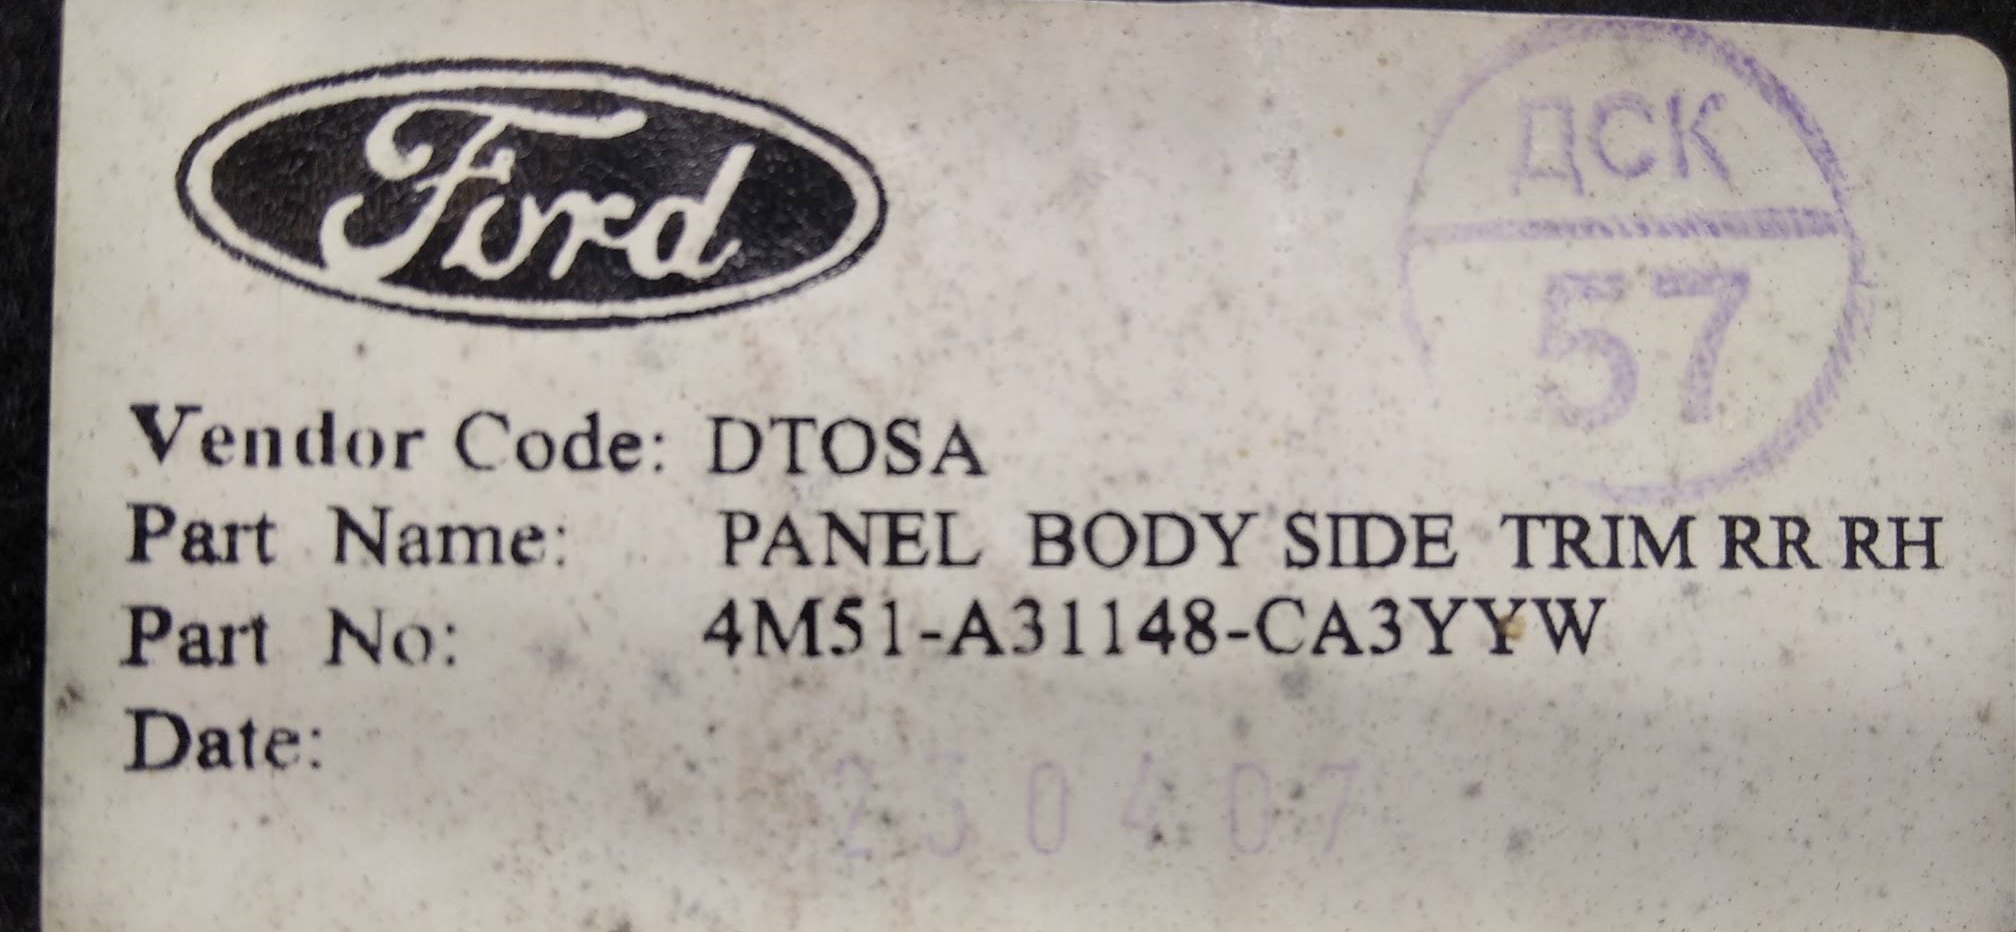 Ford
ДСК
57
Vendor Code: DTOSA
Part Name: PANEL BODY SIDE TRIM RR RH
Part No: 4M51-A31148-CA3YYW
Date:
230407